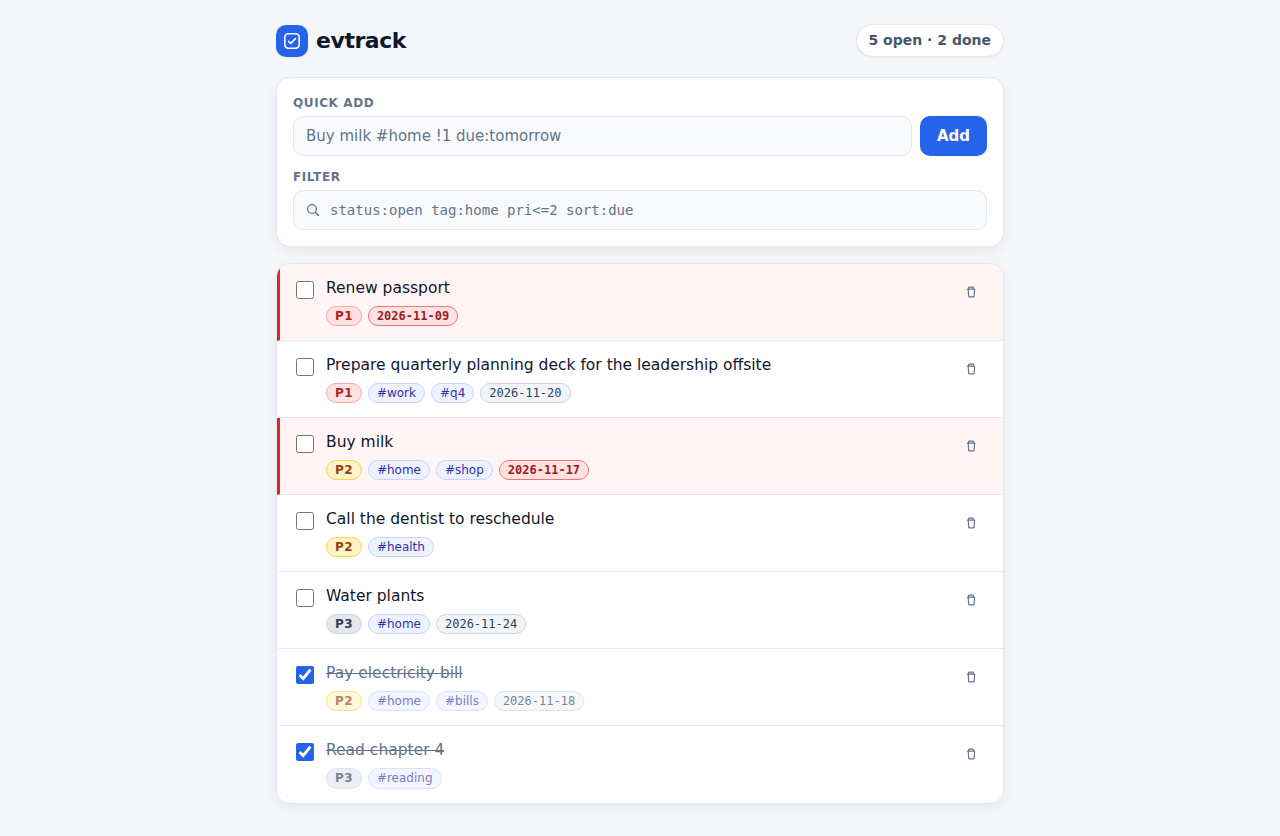 evtrack
5 open · 2 done
QUICK ADD
Buy milk #home !1 due:tomorrow
Add
FILTER
status:open tag:home pri<=2 sort:due
Renew passport
P1 2026-11-09
Prepare quarterly planning deck for the leadership offsite
P1 #work #q4 2026-11-20
Buy milk
P2 #home #shop 2026-11-17
Call the dentist to reschedule
P2 #health
Water plants
P3 #home 2026-11-24
Pay electricity bill
P2 #home #bills 2026-11-18
Read chapter 4
P3 #reading